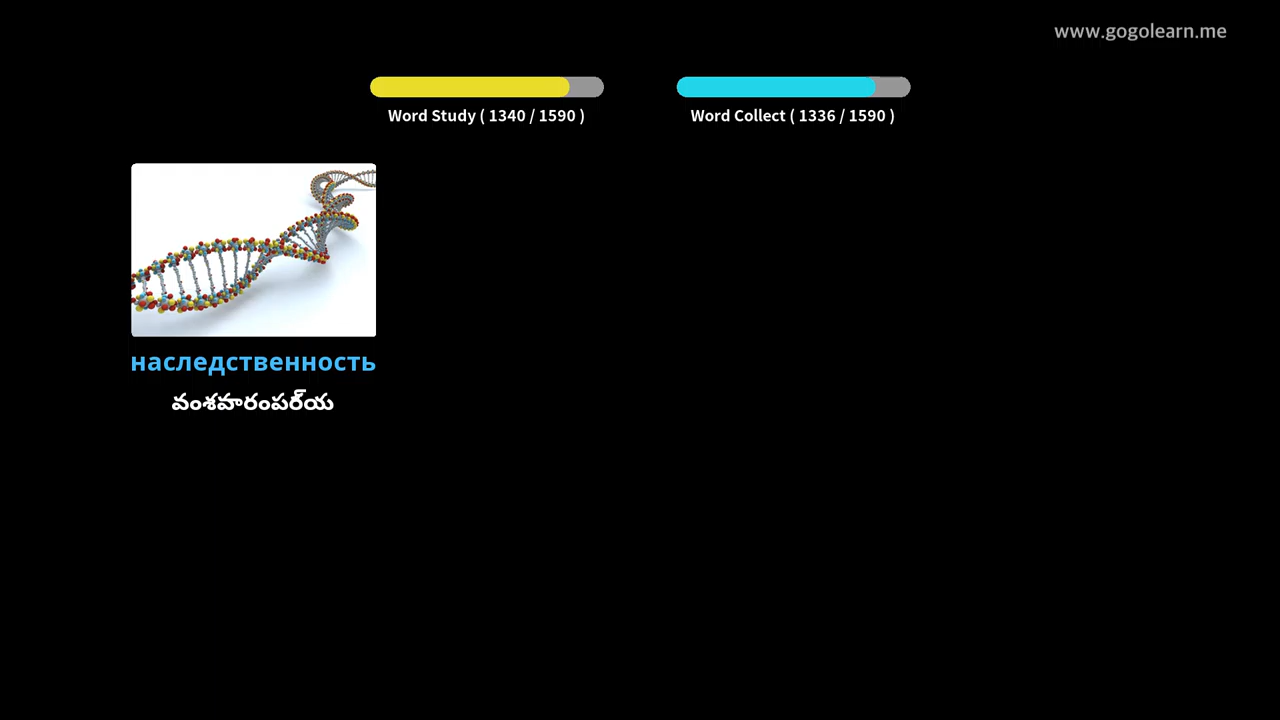 www.gogolearn.me
Word Study ( 1340 / 1590 )
Word Collect ( 1336 / 1590 )
наследственность
వంశపారంపర్య